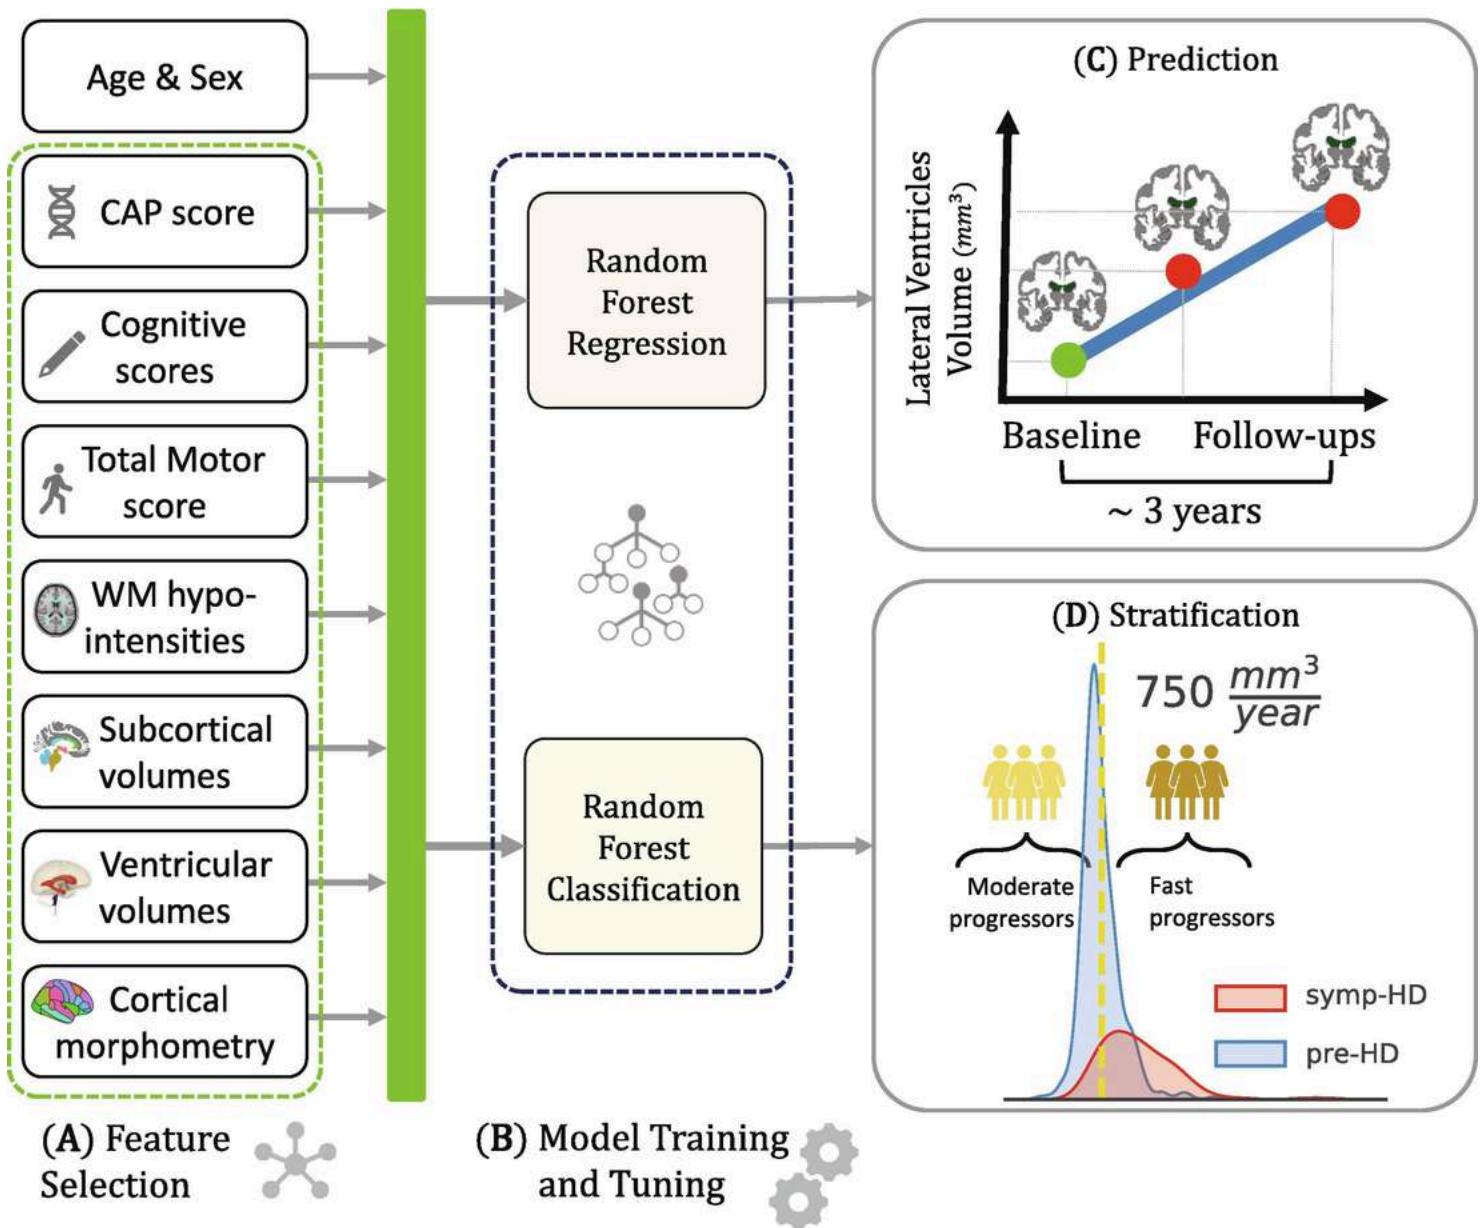 Age & Sex
CAP score
Cognitive
scores
Total Motor
score
WM hypo-
intensities
Subcortical
volumes
Ventricular
volumes
Cortical
morphometry
(A) Feature
Selection
Random
Forest
Regression
Random
Forest
Classification
(B) Model Training
and Tuning
(C) Prediction
Lateral Ventricles
Volume (mm³)
Baseline
Follow-ups
~ 3 years
(D) Stratification
750 mm³/year
Moderate
progressors
Fast
progressors
symp-HD
pre-HD